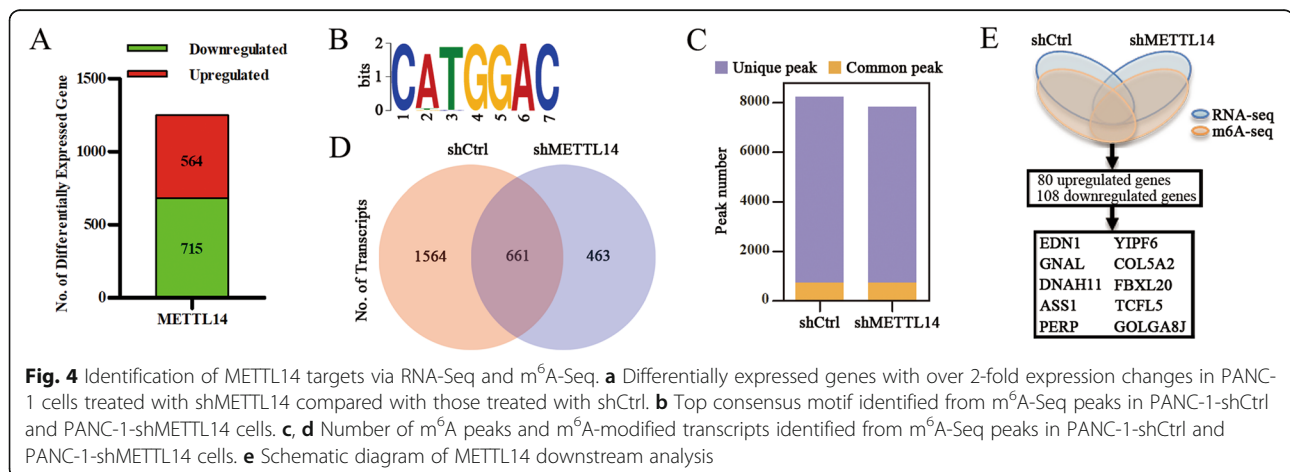 A
Downregulated
Upregulated
No. of Differentially Expressed Gene
1500
1000
500
0
564
715
METTL14
B
bits
2
1
0
CATGGAC
1 2 3 4 5 6 7
C
Unique peak
Common peak
Peak number
8000
6000
4000
2000
0
shCtrl
shMETTL14
D
shCtrl
shMETTL14
No. of Transcripts
1564
661
463
E
shCtrl
shMETTL14
RNA-seq
m6A-seq
80 upregulated genes
108 downregulated genes
EDN1 YIPF6
GNAL COL5A2
DNAH11 FBXL20
ASS1 TCFL5
PERP GOLGA8J
Fig. 4 Identification of METTL14 targets via RNA-Seq and m⁶A-Seq. a Differentially expressed genes with over 2-fold expression changes in PANC-
1 cells treated with shMETTL14 compared with those treated with shCtrl. b Top consensus motif identified from m⁶A-Seq peaks in PANC-1-shCtrl
and PANC-1-shMETTL14 cells. c, d Number of m⁶A peaks and m⁶A-modified transcripts identified from m⁶A-Seq peaks in PANC-1-shCtrl and
PANC-1-shMETTL14 cells. e Schematic diagram of METTL14 downstream analysis